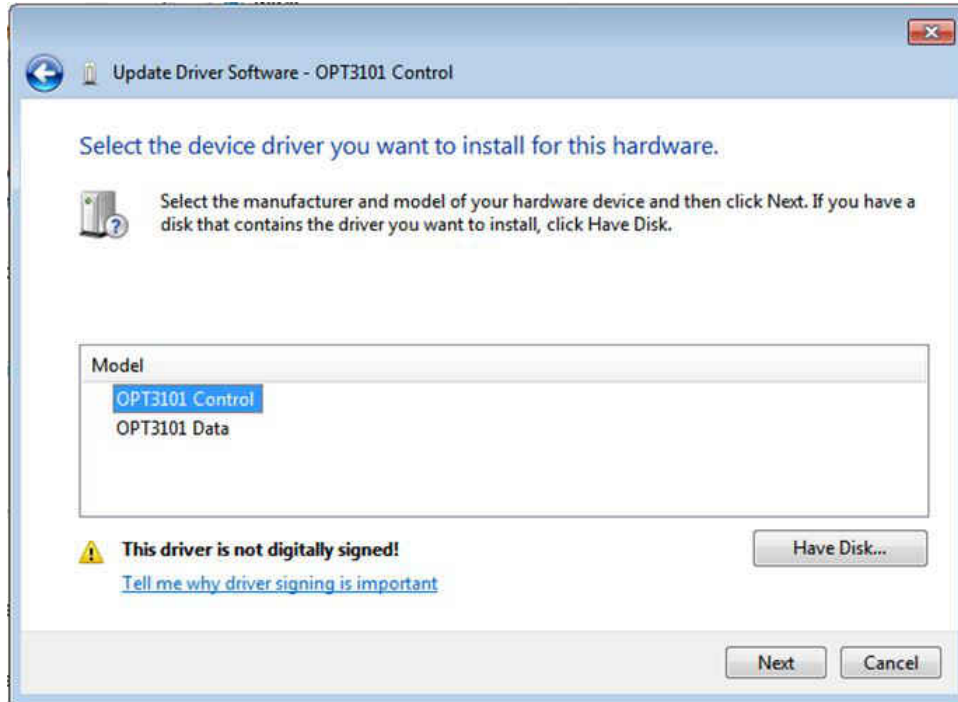 Update Driver Software - OPT3101 Control
Select the device driver you want to install for this hardware.
Select the manufacturer and model of your hardware device and then click Next. If you have a
disk that contains the driver you want to install, click Have Disk.
Model
OPT3101 Control
OPT3101 Data
This driver is not digitally signed!
Have Disk...
Tell me why driver signing is important
Next
Cancel